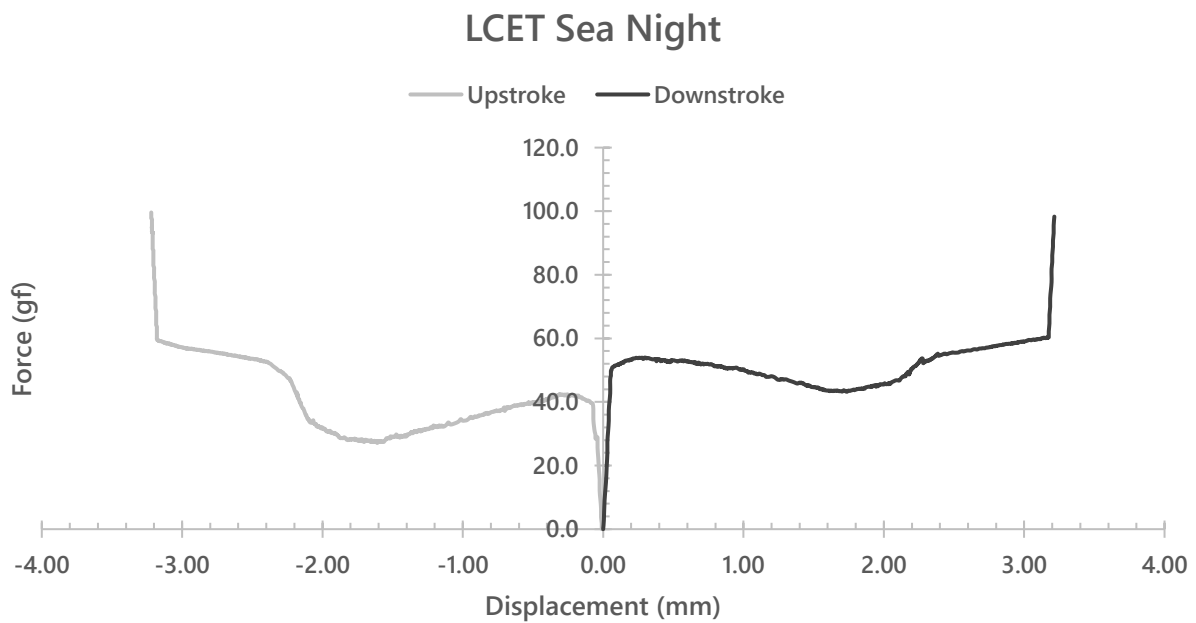 LCET Sea Night
Upstroke Downstroke
120.0
100.0
80.0
60.0
40.0
20.0
0.0
-4.00 -3.00 -2.00 -1.00 0.00 1.00 2.00 3.00 4.00
Force (gf)
Displacement (mm)